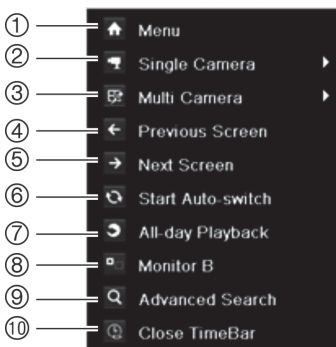 ① Menu
② Single Camera
③ Multi Camera
④ Previous Screen
⑤ Next Screen
⑥ Start Auto-switch
⑦ All-day Playback
⑧ Monitor B
⑨ Advanced Search
⑩ Close TimeBar